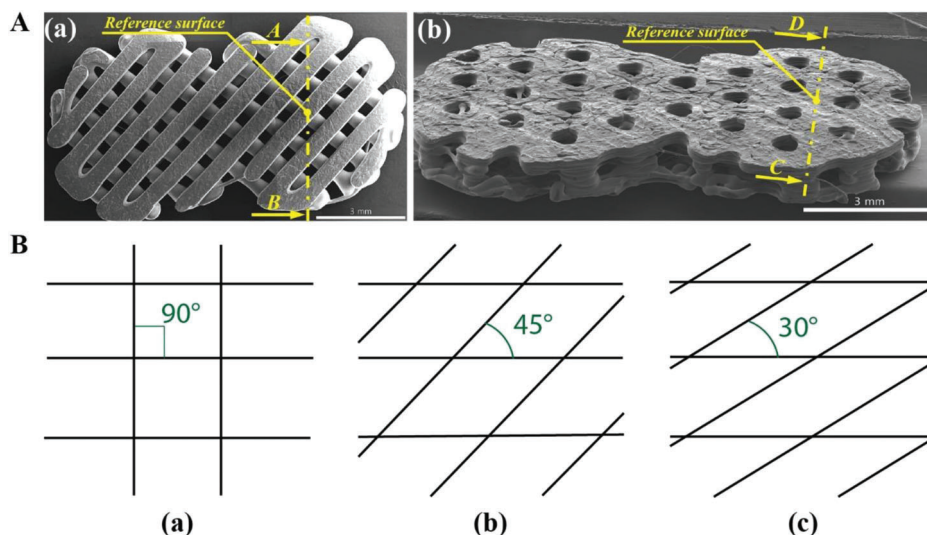 A
(a)
Reference surface
A
B
3 mm
(b)
Reference surface
D
C
3 mm
B
90°
45°
30°
(a)
(b)
(c)